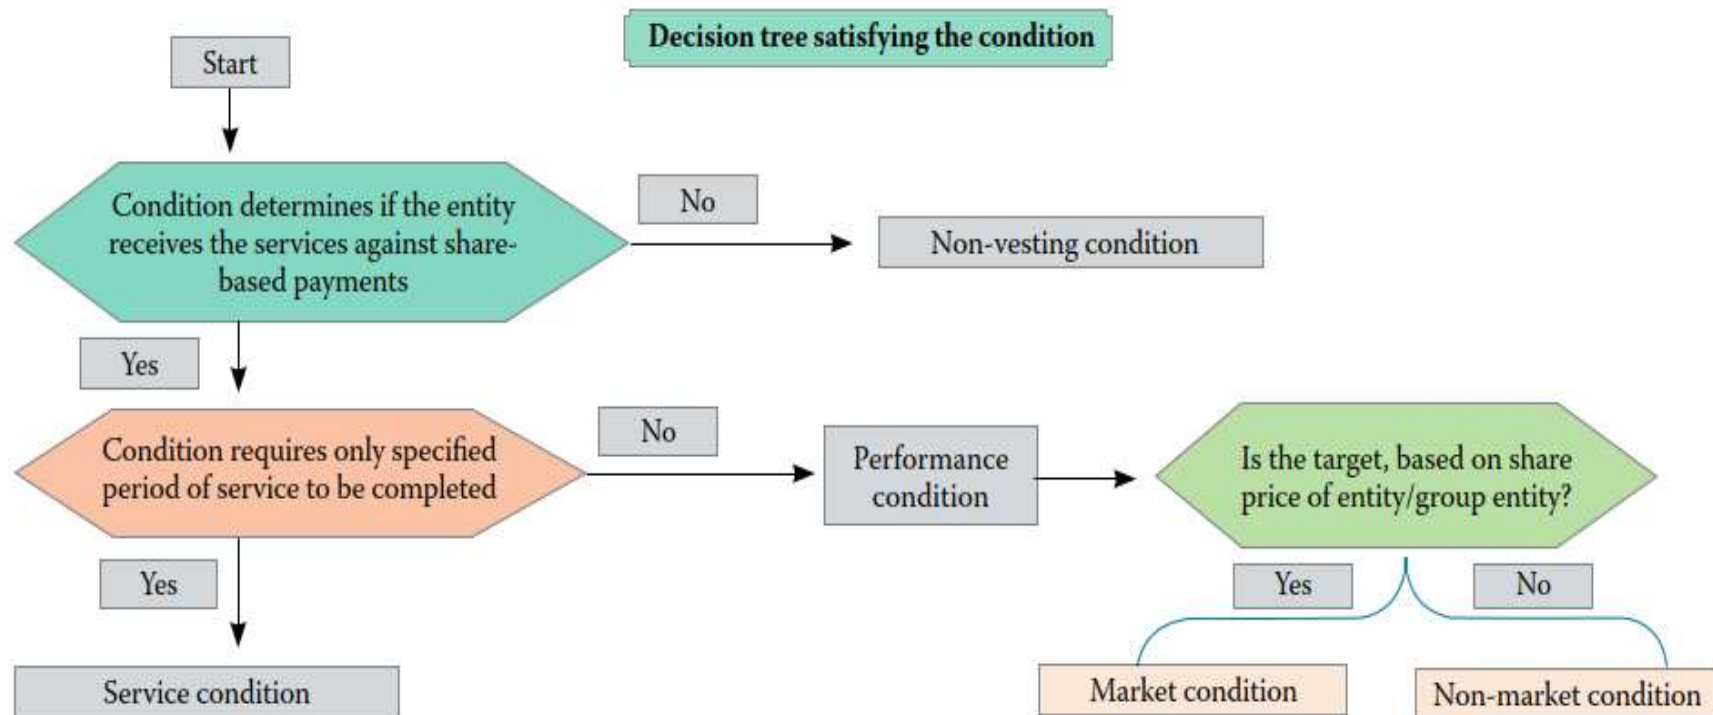 Decision tree satisfying the condition
Start
Condition determines if the entity
receives the services against share-
based payments
No
Non-vesting condition
Yes
Condition requires only specified
period of service to be completed
No
Performance
condition
Is the target, based on share
price of entity/group entity?
Yes
Service condition
Yes
No
Market condition
Non-market condition